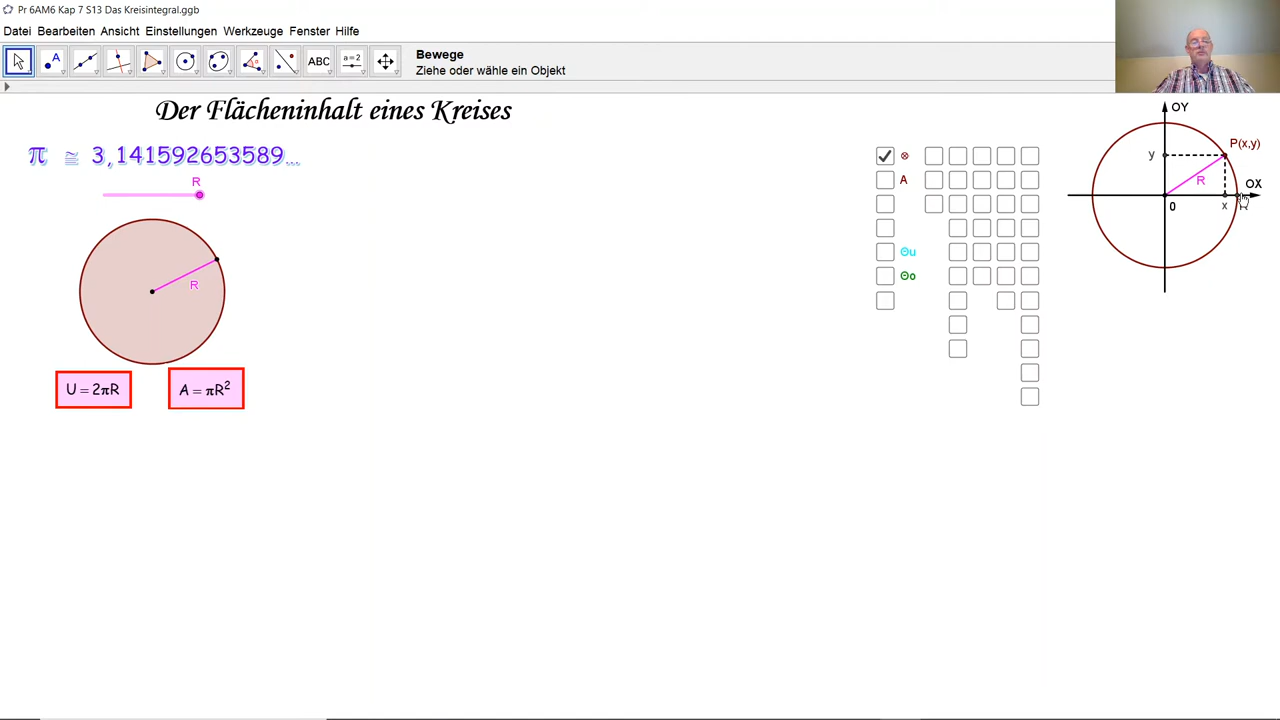 Pr 6AM6 Kap 7 S13 Das Kreisintegral.ggb
Datei Bearbeiten Ansicht Einstellungen Werkzeuge Fenster Hilfe
A
ABC
a=2
Bewege
Ziehe oder wähle ein Objekt
Der Flächeninhalt eines Kreises
π ≅ 3,141592653589...
R
R
U = 2πR
A = πR²
⊗
A
Θu
Θo
OY
P(x,y)
y
R
OX
0
x